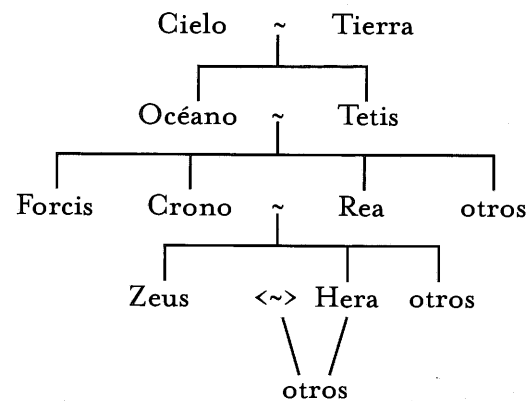 Cielo ~ Tierra
Océano ~ Tetis
Forcis Crono ~ Rea otros
Zeus <~> Hera otros
otros